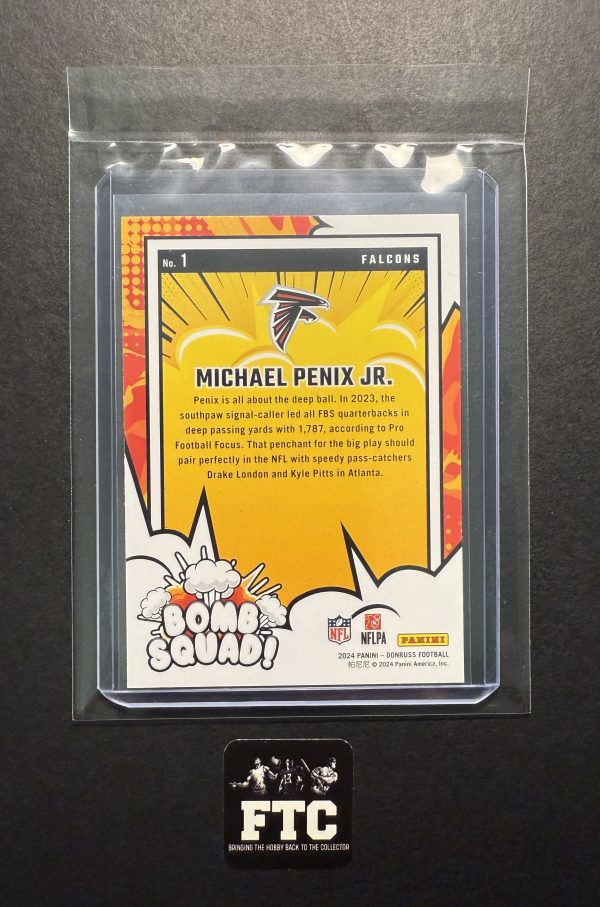 No. 1 FALCONS
MICHAEL PENIX JR.
Penix is all about the deep ball. In 2023, the
southpaw signal-caller led all FBS quarterbacks in
deep passing yards with 1,787, according to Pro
Football Focus. That penchant for the big play should
pair perfectly in the NFL with speedy pass-catchers
Drake London and Kyle Pitts in Atlanta.
BOMB
SQUAD!
NFL NFLPA PANINI
2024 PANINI – DONRUSS FOOTBALL
帕尼尼 © 2024 Panini America, Inc.
FTC
BRINGING THE HOBBY BACK TO THE COLLECTOR